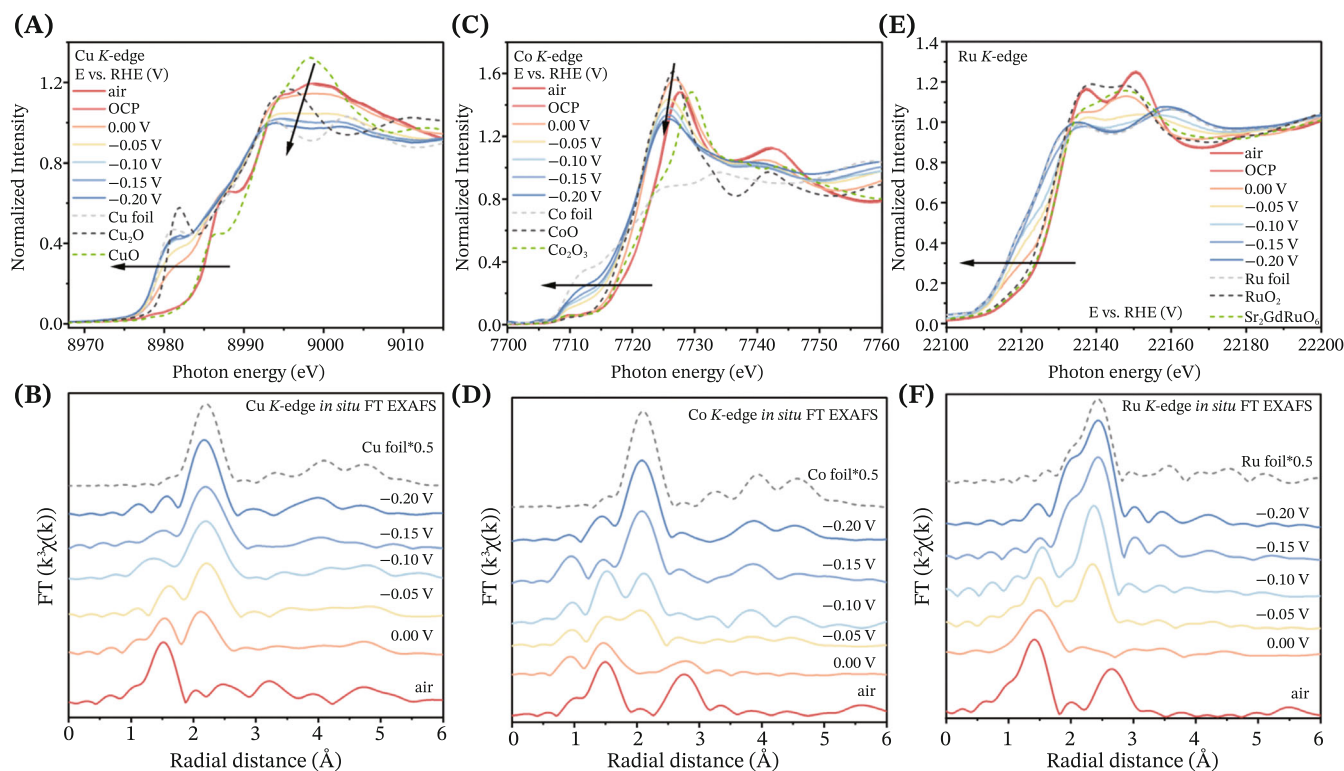 (A)
Cu K-edge
E vs. RHE (V)
air
OCP
0.00 V
−0.05 V
−0.10 V
−0.15 V
−0.20 V
Cu foil
Cu₂O
CuO
Normalized Intensity
1.2
0.8
0.4
0.0
8970 8980 8990 9000 9010
Photon energy (eV)
(C)
Co K-edge
E vs. RHE (V)
air
OCP
0.00 V
−0.05 V
−0.10 V
−0.15 V
−0.20 V
Co foil
CoO
Co₂O₃
Normalized Intensity
1.6
1.2
0.8
0.4
0.0
7700 7710 7720 7730 7740 7750 7760
Photon energy (eV)
(E)
Ru K-edge
air
OCP
0.00 V
−0.05 V
−0.10 V
−0.15 V
−0.20 V
Ru foil
RuO₂
Sr₂GdRuO₆
E vs. RHE (V)
Normalized Intensity
1.4
1.2
1.0
0.8
0.6
0.4
0.2
0.0
22100 22120 22140 22160 22180 22200
Photon energy (eV)
(B)
Cu K-edge in situ FT EXAFS
Cu foil*0.5
−0.20 V
−0.15 V
−0.10 V
−0.05 V
0.00 V
air
FT (k³χ(k))
0 1 2 3 4 5 6
Radial distance (Å)
(D)
Co K-edge in situ FT EXAFS
Co foil*0.5
−0.20 V
−0.15 V
−0.10 V
−0.05 V
0.00 V
air
FT (k³χ(k))
0 1 2 3 4 5 6
Radial distance (Å)
(F)
Ru K-edge in situ FT EXAFS
Ru foil*0.5
−0.20 V
−0.15 V
−0.10 V
−0.05 V
0.00 V
air
FT (k²χ(k))
0 1 2 3 4 5 6
Radial distance (Å)